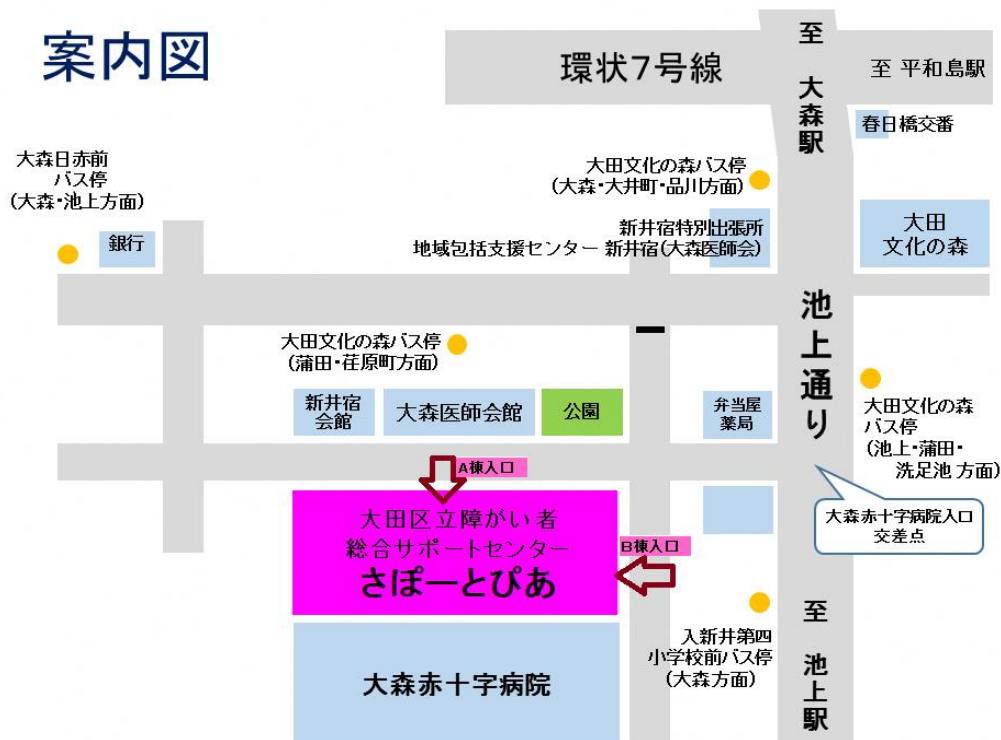 案内図
環状7号線
至 大森駅
至 平和島駅
春日橋交番
大森日赤前
バス停
(大森・池上方面)
銀行
大田文化の森バス停
(大森・大井町・品川方面)
新井宿特別出張所
地域包括支援センター 新井宿(大森医師会)
大田
文化の森
池上通り
大田文化の森バス停
(蒲田・荏原町方面)
新井宿
会館
大森医師会館
公園
弁当屋
薬局
大田文化の森
バス停
(池上・蒲田・
洗足池 方面)
A棟入口
大田区立障がい者
総合サポートセンター
さぽーとぴあ
B棟入口
大森赤十字病院入口
交差点
入新井第四
小学校前バス停
(大森方面)
至 池上駅
大森赤十字病院